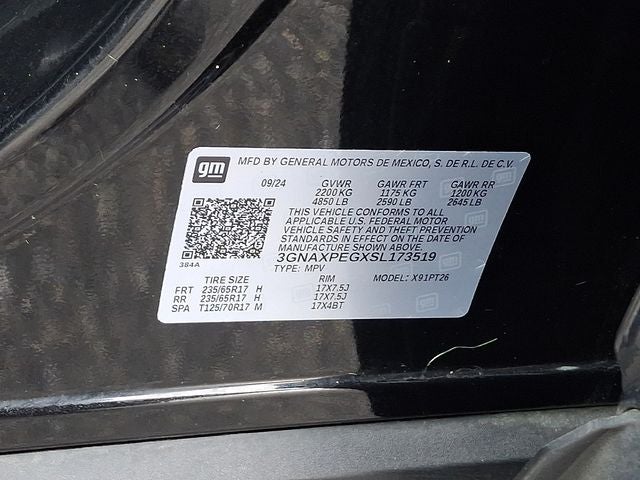 gm MFD BY GENERAL MOTORS DE MEXICO, S. DE R.L. DE C.V.
09/24 GVWR GAWR FRT GAWR RR
2200 KG 1175 KG 1200 KG
4850 LB 2590 LB 2645 LB
THIS VEHICLE CONFORMS TO ALL
APPLICABLE U.S. FEDERAL MOTOR
VEHICLE SAFETY AND THEFT PREVENTION
STANDARDS IN EFFECT ON THE DATE OF
MANUFACTURE SHOWN ABOVE.
384A
3GNAXPEGXSL173519
TYPE: MPV MODEL: X91PT26
TIRE SIZE RIM
FRT 235/65R17 H 17X7.5J
RR 235/65R17 H 17X7.5J
SPA T125/70R17 M 17X4BT